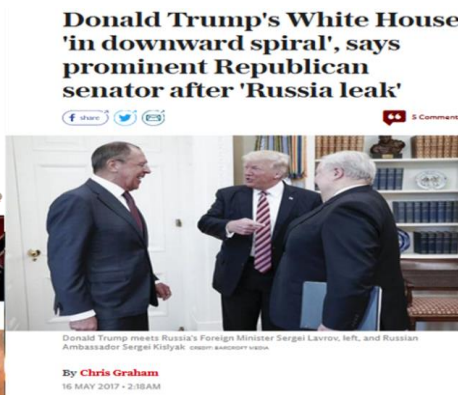 Donald Trump's White House
'in downward spiral', says
prominent Republican
senator after 'Russia leak'
f share
5 Comment
Donald Trump meets Russia's Foreign Minister Sergei Lavrov, left, and Russian
Ambassador Sergei Kislyak CREDIT: BARCROFT MEDIA
By Chris Graham
16 MAY 2017 • 2:18AM